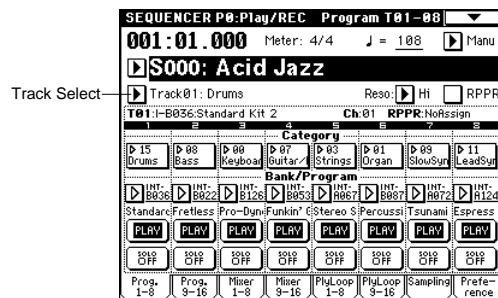 SEQUENCER P0:Play/REC Program T01-08
001:01.000 Meter: 4/4 ♩ = 108 Manu
S000: Acid Jazz
Track Select
Track01: Drums Reso: Hi RPPR
T01:I-B036:Standard Kit 2 Ch:01 RPPR:NoAssign
1 2 3 4 5 6 7 8
Category
15 08 00 07 03 01 09 11
Drums Bass Keyboar Guitar/ Strings Organ SlowSyn LeadSyn
Bank/Program
INT- INT- INT- INT- INT- INT- INT- INT-
B036 B022 B126 B053 A067 B087 A072 A124
Standard Fretless Pro-Dyn Funkin' G Stereo S Percussi Tsunami Espress
PLAY PLAY PLAY PLAY PLAY PLAY PLAY PLAY
SOLO SOLO SOLO SOLO SOLO SOLO SOLO SOLO
OFF OFF OFF OFF OFF OFF OFF OFF
Prog. Prog. Mixer Mixer PlyLoop PlyLoop Sampling Prefe-
1-8 9-16 1-8 9-16 1-8 9-16 rence